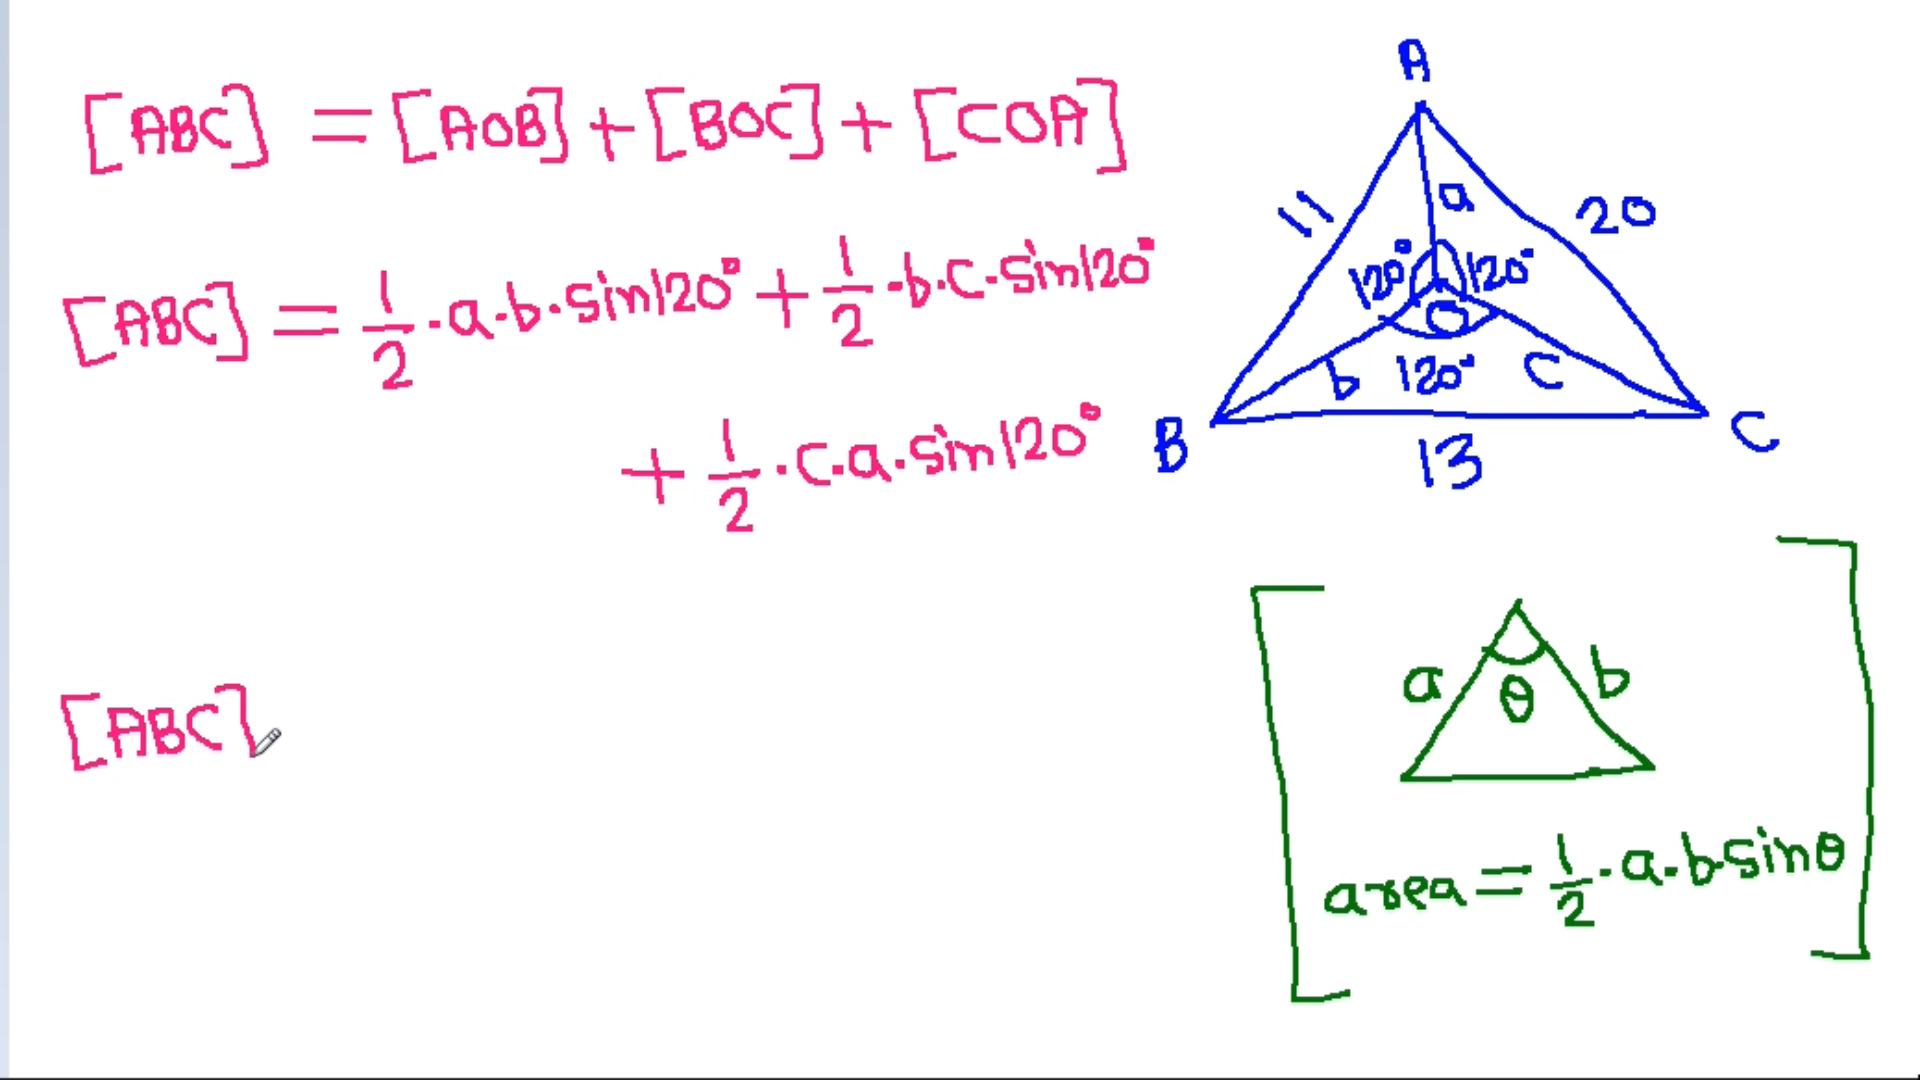 [ABC] = [AOB] + [BOC] + [COA]
[ABC] = 1/2 · a · b · sin120° + 1/2 · b · c · sin120°
+ 1/2 · c · a · sin120°
[ABC]
A
11
a
20
120° 120°
O
b 120° C
B
13
C
a θ b
area = 1/2 · a · b · sinθ